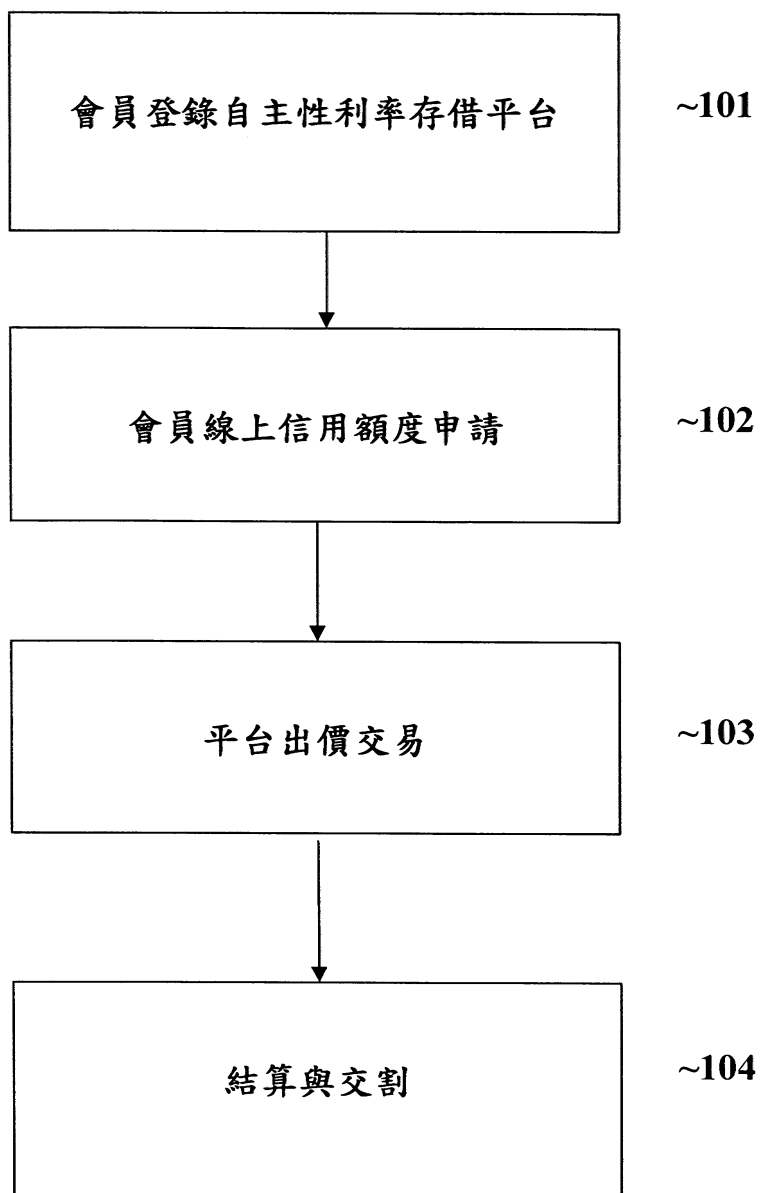 會員登錄自主性利率存借平台
~101
會員線上信用額度申請
~102
平台出價交易
~103
結算與交割
~104